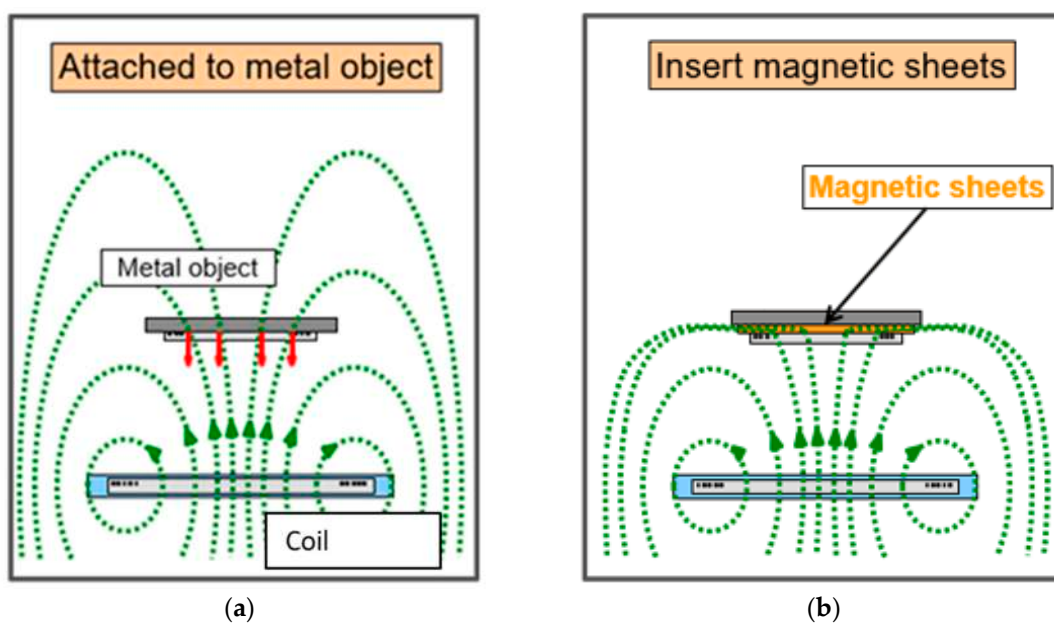 Attached to metal object
Insert magnetic sheets
Magnetic sheets
Metal object
Coil
(a)
(b)